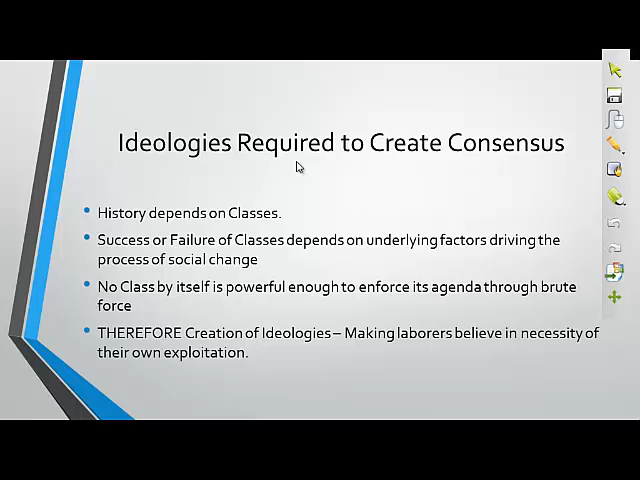 Ideologies Required to Create Consensus
History depends on Classes.
Success or Failure of Classes depends on underlying factors driving the
process of social change
No Class by itself is powerful enough to enforce its agenda through brute
force
THEREFORE Creation of Ideologies – Making laborers believe in necessity of
their own exploitation.